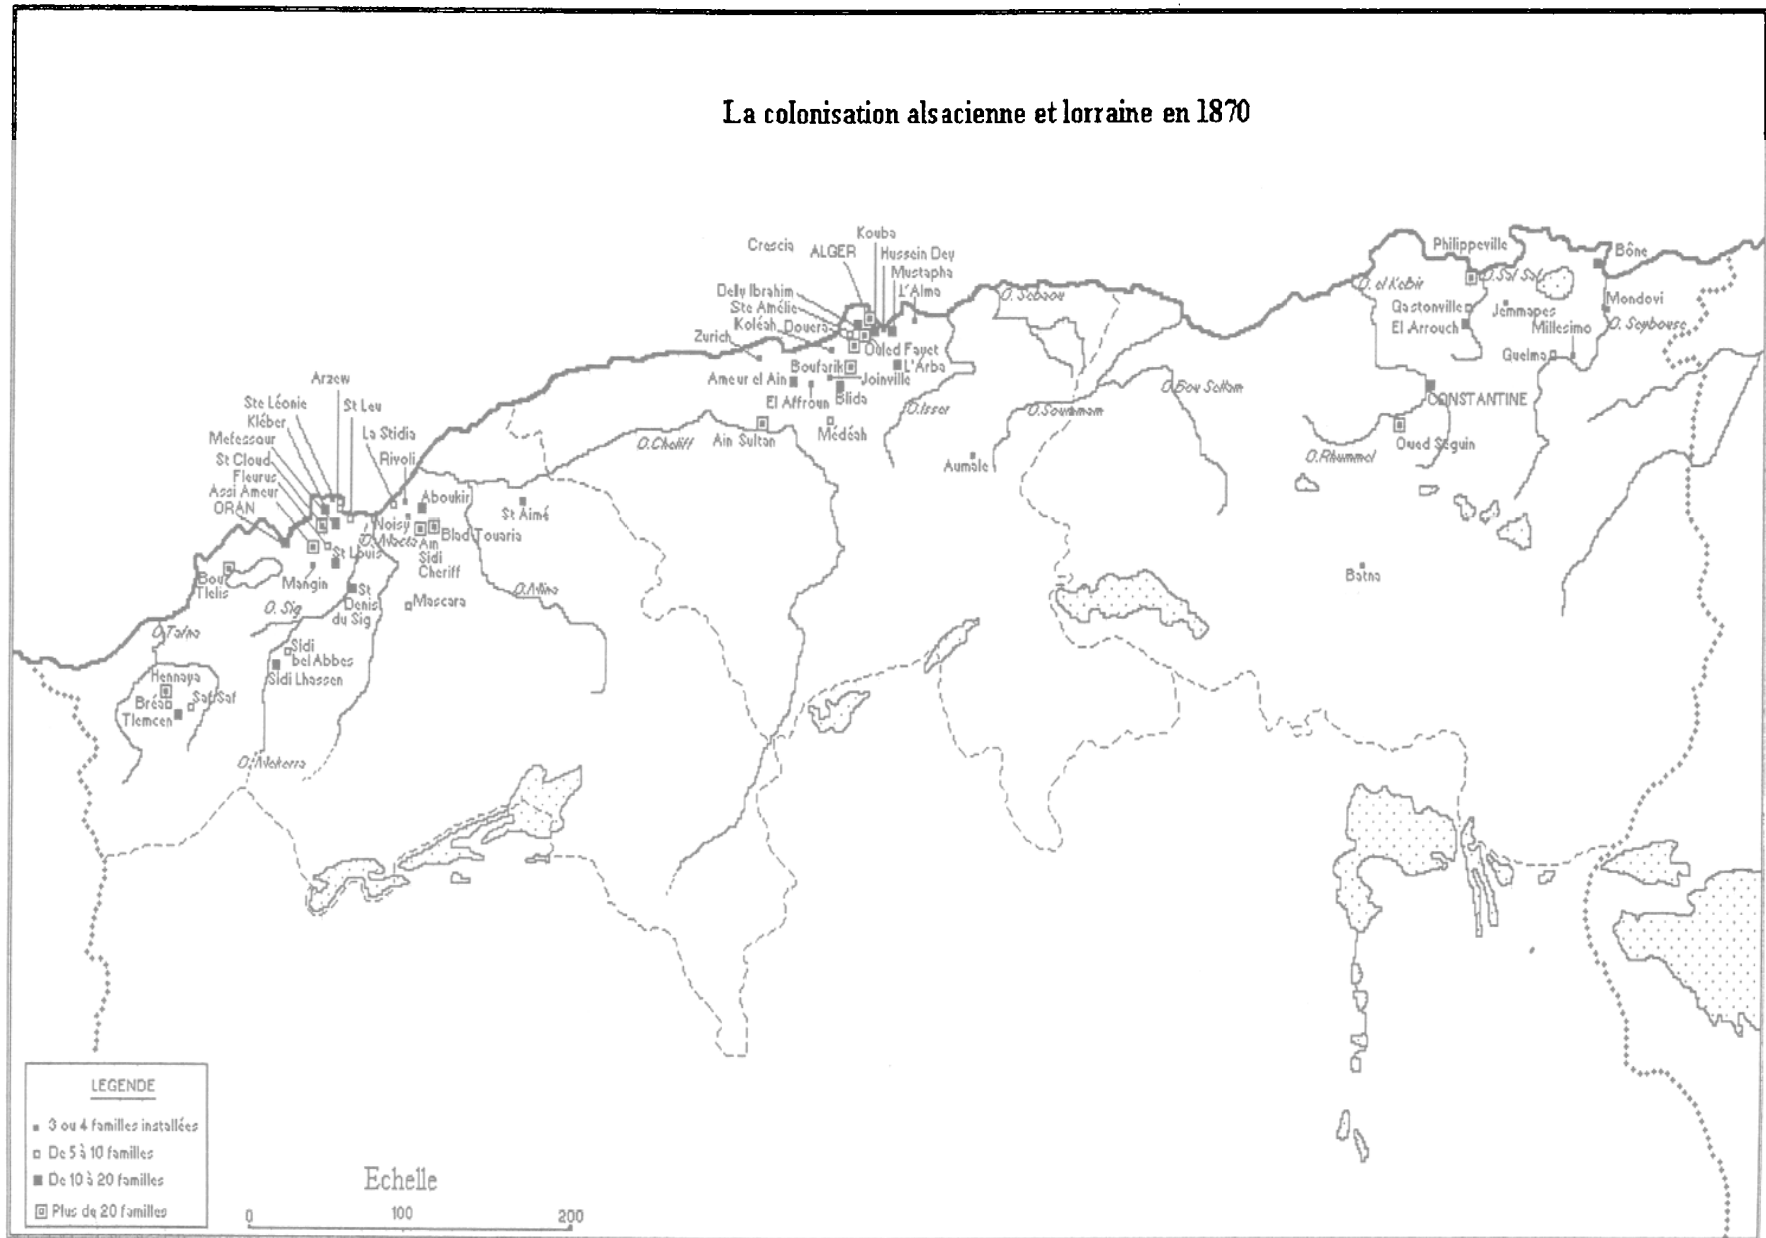 La colonisation alsacienne et lorraine en 1870
Kouba
Crescia
ALGER
Hussein Dey
Mustapha
L'Alma
Delly Ibrahim
Ste Amélie
Koléah
Douera
Zurich
Ouled Fayet
Boufarik
L'Arba
Joinville
Ameur el Ain
El Affroun
Blida
Ain Sultan
Médéah
Aumale
O. Sebaou
O. Isser
O. Soummam
O. Bou Sellam
O. Cheliff
Philippeville
Bône
O. el Kebir
O. Saf Saf
Gastonville
El Arrouch
Jemmapes
Mondovi
Millesimo
O. Seybouse
Guelma
CONSTANTINE
Oued Séguin
O. Rhummel
Batna
Arzew
Ste Léonie
St Leu
Kléber
La Stidia
Mefessour
Rivoli
St Cloud
Fleurus
Assi Ameur
ORAN
Aboukir
St Aimé
Noisy
O. Macta
Ain
Sidi
Cheriff
Blad Touaria
St Louis
Mangin
Bou
Tlelis
St
Denis
du Sig
Mascara
O. Mina
O. Sig
O. Tafna
Sidi
bel Abbes
Sidi Lhassen
Hennaya
Bréa
Saf Saf
Tlemcen
O. Mekerra
LEGENDE
3 ou 4 familles installées
De 5 à 10 familles
De 10 à 20 familles
Plus de 20 familles
Echelle
0 100 200